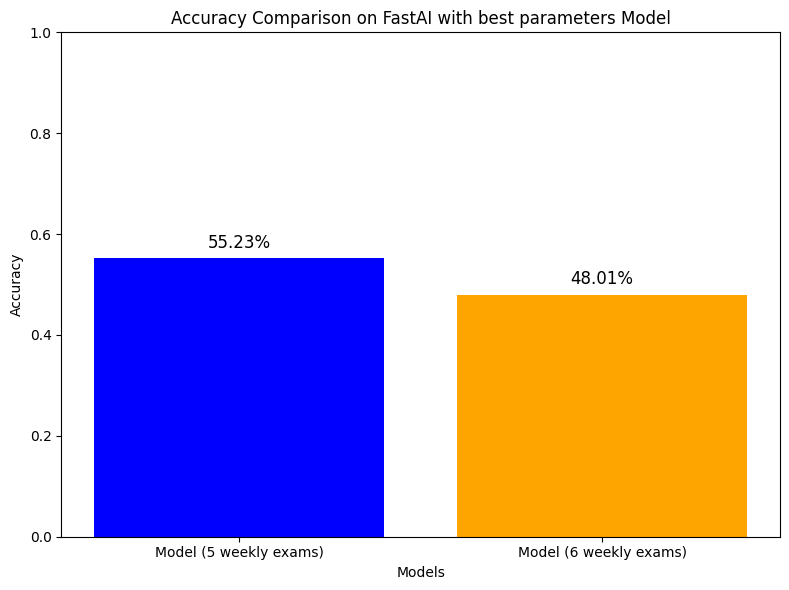 Accuracy Comparison on FastAI with best parameters Model
1.0
0.8
0.6
0.4
0.2
0.0
Accuracy
55.23%
48.01%
Model (5 weekly exams)
Model (6 weekly exams)
Models